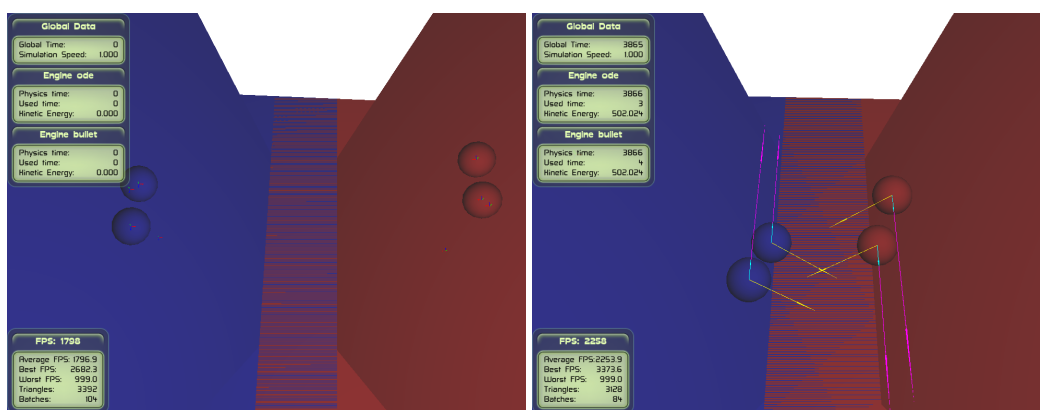 Global Data
Global Time: 0
Simulation Speed: 1.000
Engine ode
Physics time: 0
Used time: 0
Kinetic Energy: 0.000
Engine bullet
Physics time: 0
Used time: 0
Kinetic Energy: 0.000
FPS: 1798
Average FPS: 1796.9
Best FPS: 2682.3
Worst FPS: 999.0
Triangles: 3392
Batches: 104
Global Data
Global Time: 3865
Simulation Speed: 1.000
Engine ode
Physics time: 3866
Used time: 3
Kinetic Energy: 502.024
Engine bullet
Physics time: 3866
Used time: 4
Kinetic Energy: 502.024
FPS: 2258
Average FPS:2253.9
Best FPS: 3373.6
Worst FPS: 999.0
Triangles: 3128
Batches: 84